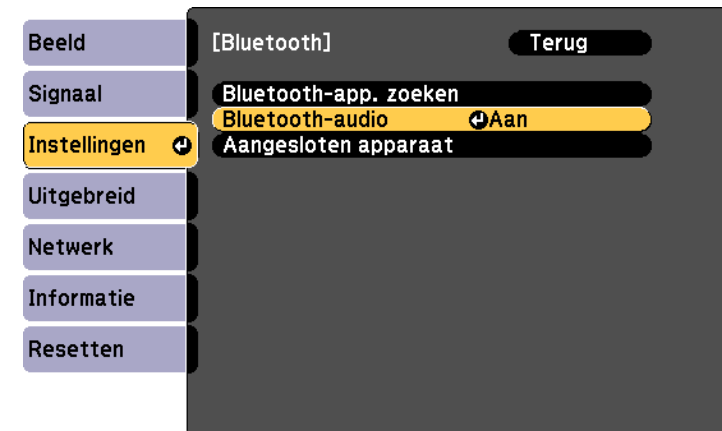 Beeld
Signaal
Instellingen
Uitgebreid
Netwerk
Informatie
Resetten
[Bluetooth] Terug
Bluetooth-app. zoeken
Bluetooth-audio Aan
Aangesloten apparaat